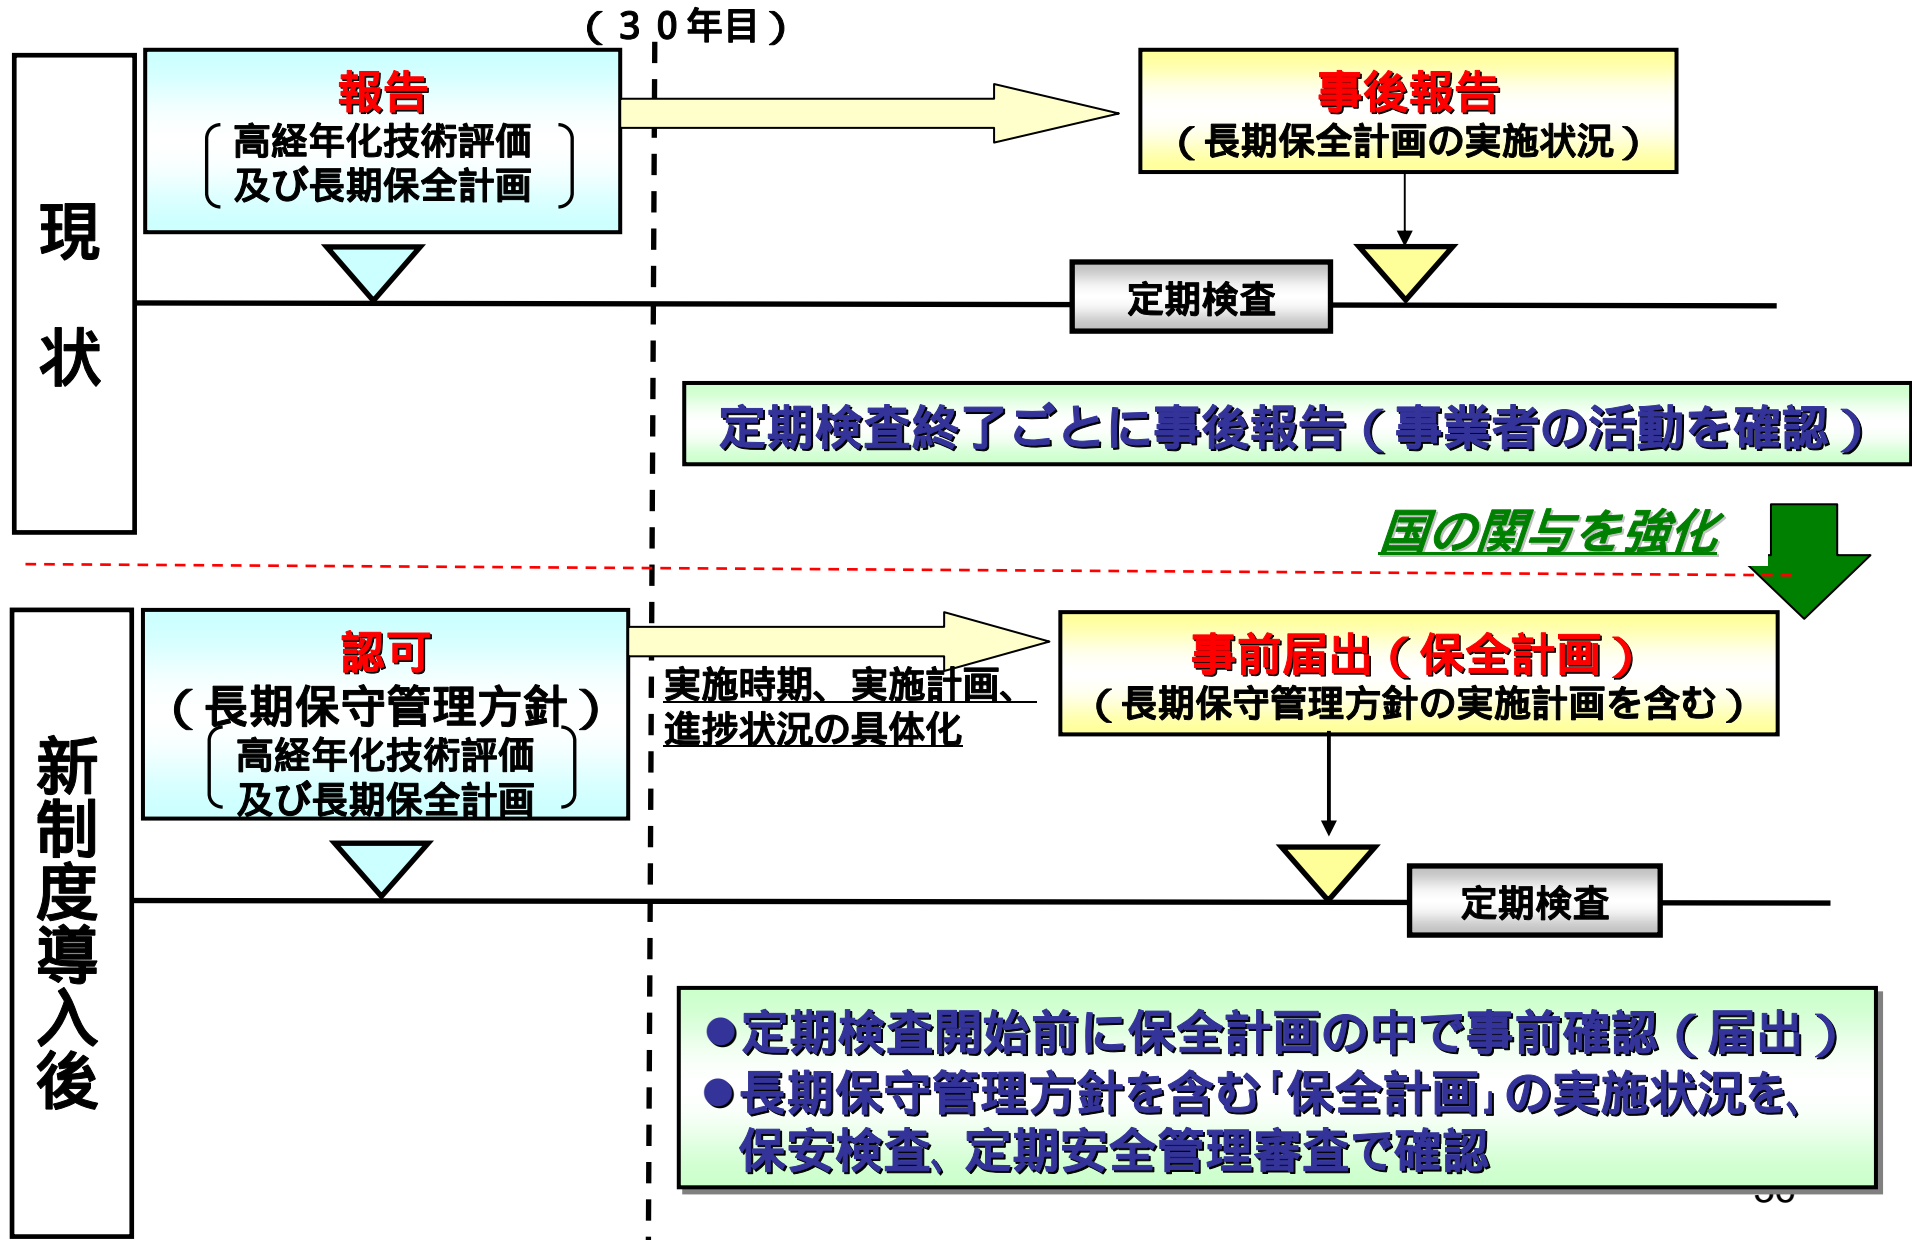 （３０年目）
現状
報告
高経年化技術評価
及び長期保全計画
事後報告
（長期保全計画の実施状況）
定期検査
定期検査終了ごとに事後報告（事業者の活動を確認）
国の関与を強化
新制度導入後
認可
（長期保守管理方針）
高経年化技術評価
及び長期保全計画
実施時期、実施計画、
進捗状況の具体化
事前届出（保全計画）
（長期保守管理方針の実施計画を含む）
定期検査
●定期検査開始前に保全計画の中で事前確認（届出）
●長期保守管理方針を含む「保全計画」の実施状況を、
保安検査、定期安全管理審査で確認